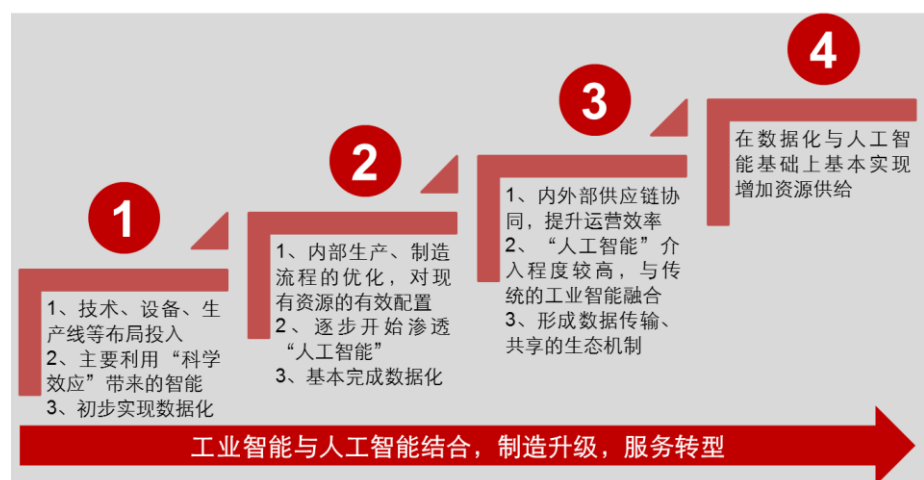 1
1、技术、设备、生
产线等布局投入
2、主要利用“科学
效应”带来的智能
3、初步实现数据化
2
1、内部生产、制造
流程的优化，对现
有资源的有效配置
2、逐步开始渗透
“人工智能”
3、基本完成数据化
3
1、内外部供应链协
同，提升运营效率
2、“人工智能”介
入程度较高，与传
统的工业智能融合
3、形成数据传输、
共享的生态机制
4
在数据化与人工智
能基础上基本实现
增加资源供给
工业智能与人工智能结合，制造升级，服务转型